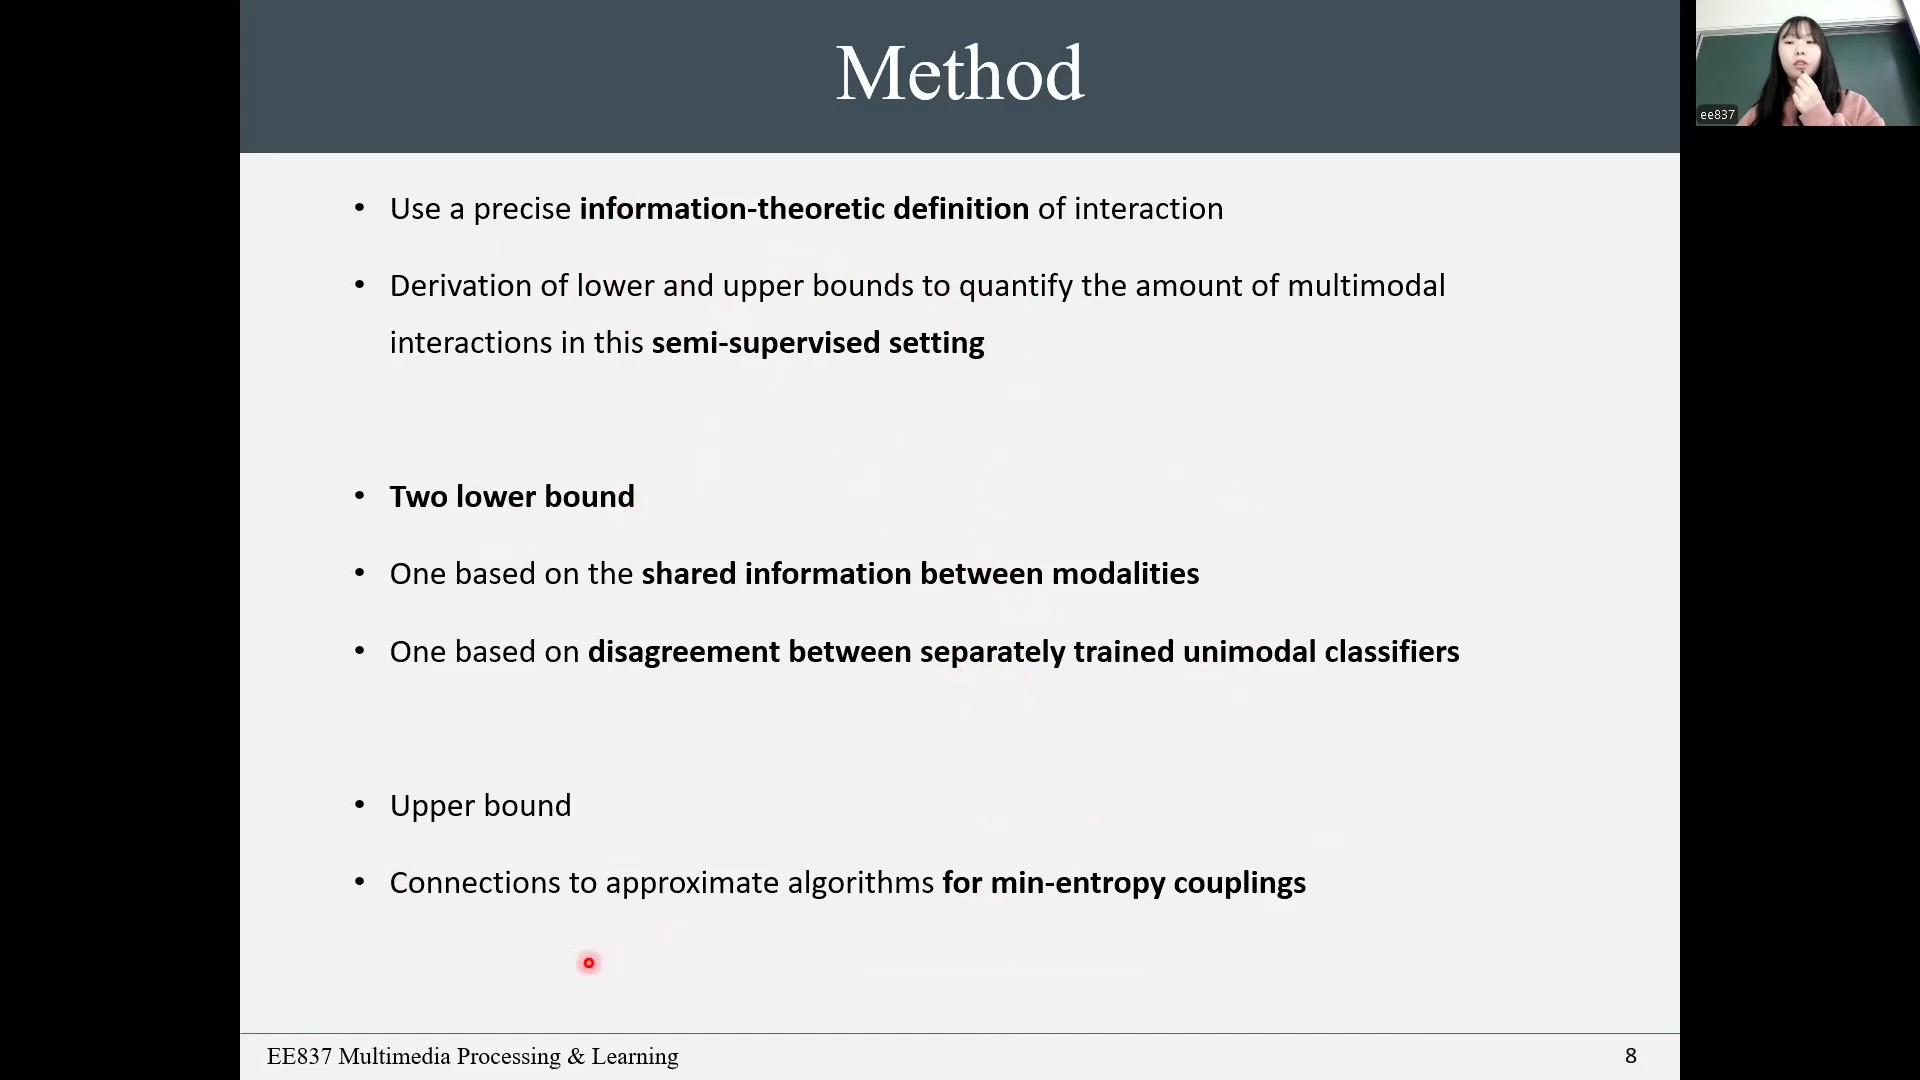 Method
ee837
• Use a precise information-theoretic definition of interaction
• Derivation of lower and upper bounds to quantify the amount of multimodal
interactions in this semi-supervised setting
• Two lower bound
• One based on the shared information between modalities
• One based on disagreement between separately trained unimodal classifiers
• Upper bound
• Connections to approximate algorithms for min-entropy couplings
EE837 Multimedia Processing & Learning
8